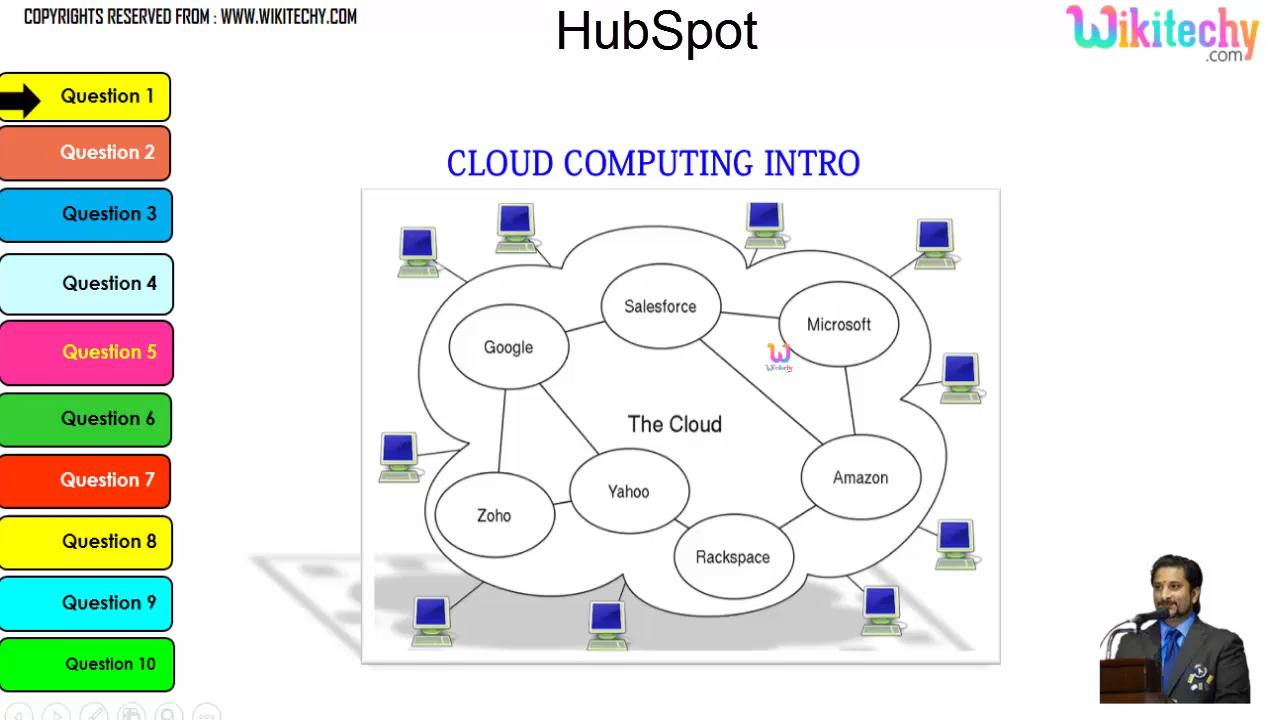 COPYRIGHTS RESERVED FROM : WWW.WIKITECHY.COM
HubSpot
Wikitechy
.com
Question 1
Question 2
Question 3
Question 4
Question 5
Question 6
Question 7
Question 8
Question 9
Question 10
CLOUD COMPUTING INTRO
Salesforce
Microsoft
Google
Wikitechy
The Cloud
Amazon
Yahoo
Zoho
Rackspace